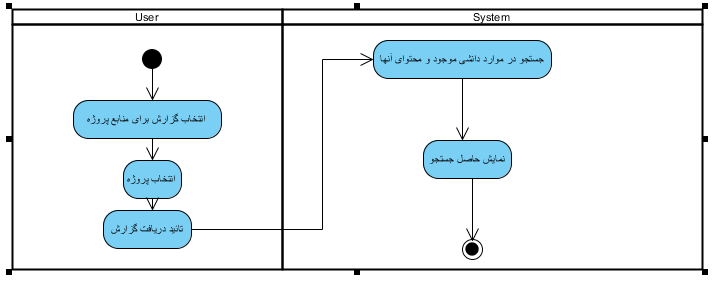 User
System
انتخاب گزارش برای منابع پروژه
انتخاب پروژه
تائید دریافت گزارش
جستجو در موارد دانشی موجود و محتوای آنها
نمایش حاصل جستجو